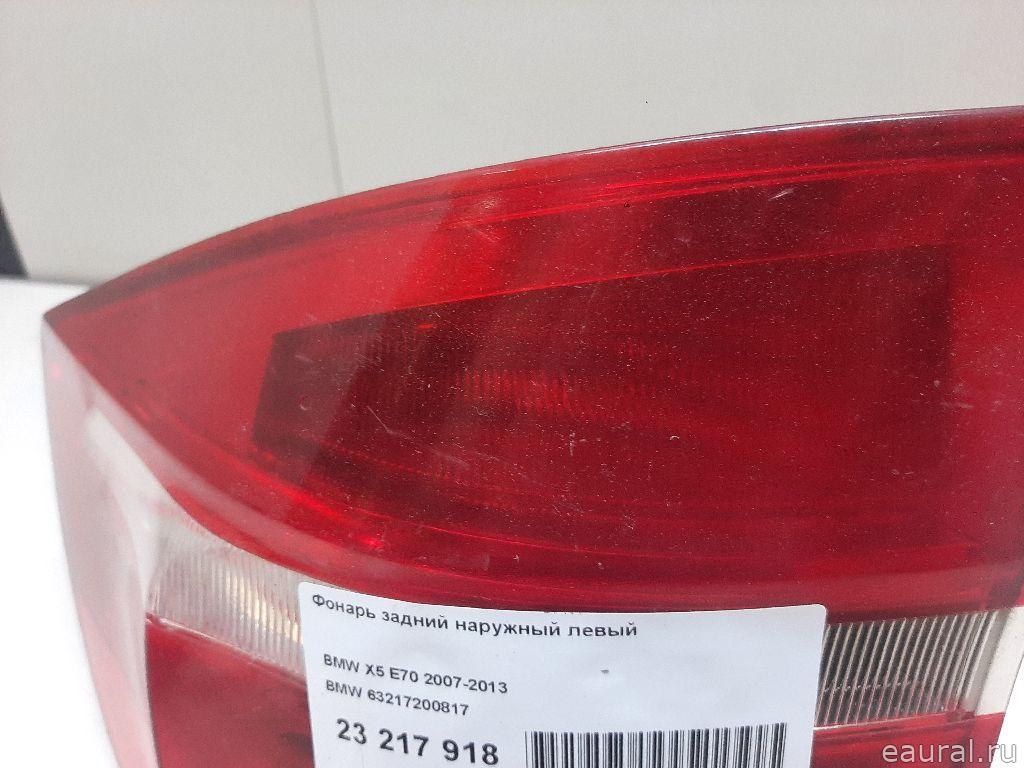 Фонарь задний наружный левый
BMW X5 E70 2007-2013
BMW 63217200817
23 217 918
eaural.ru